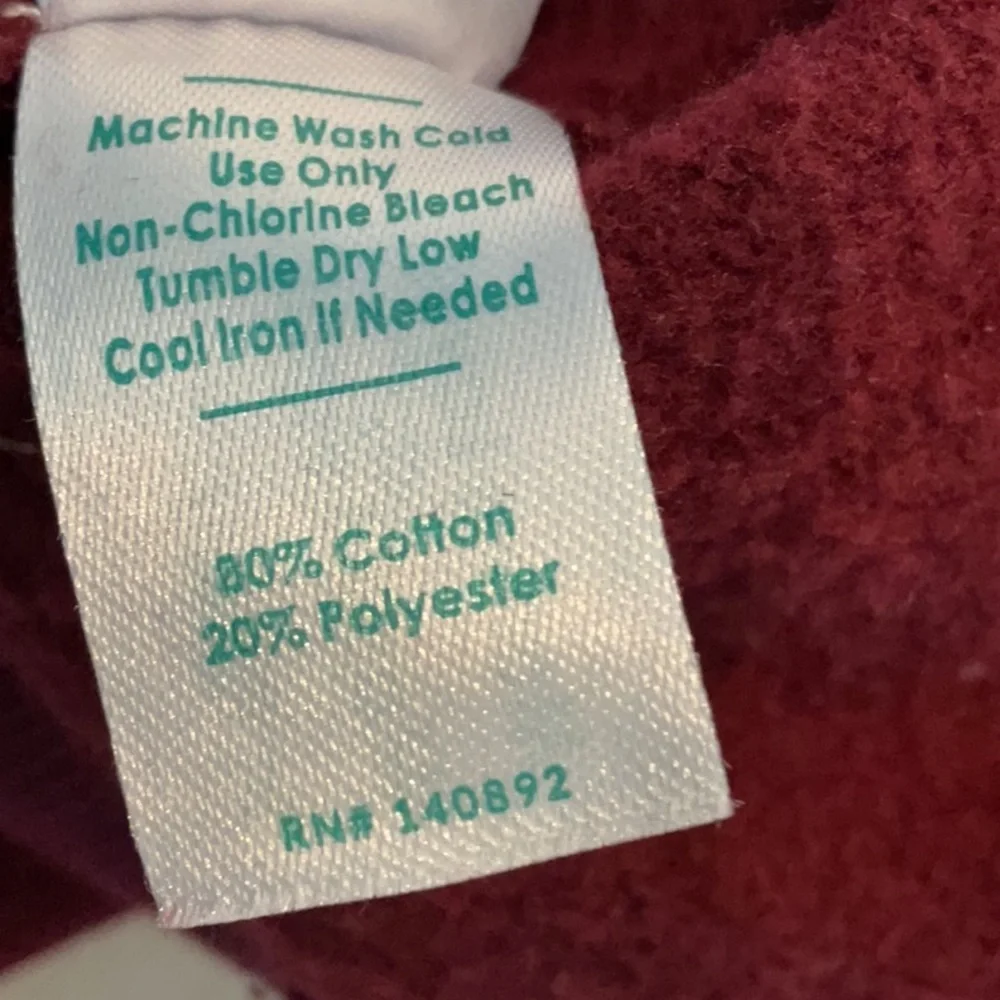 Machine Wash Cold
Use Only
Non-Chlorine Bleach
Tumble Dry Low
Cool Iron If Needed
80% Cotton
20% Polyester
RN# 140892